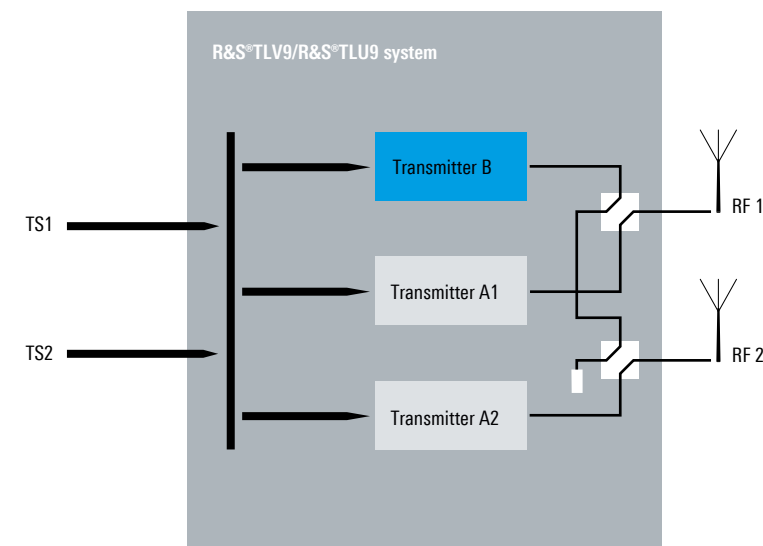 R&S®TLV9/R&S®TLU9 system
Transmitter B
TS1
RF 1
Transmitter A1
TS2
RF 2
Transmitter A2